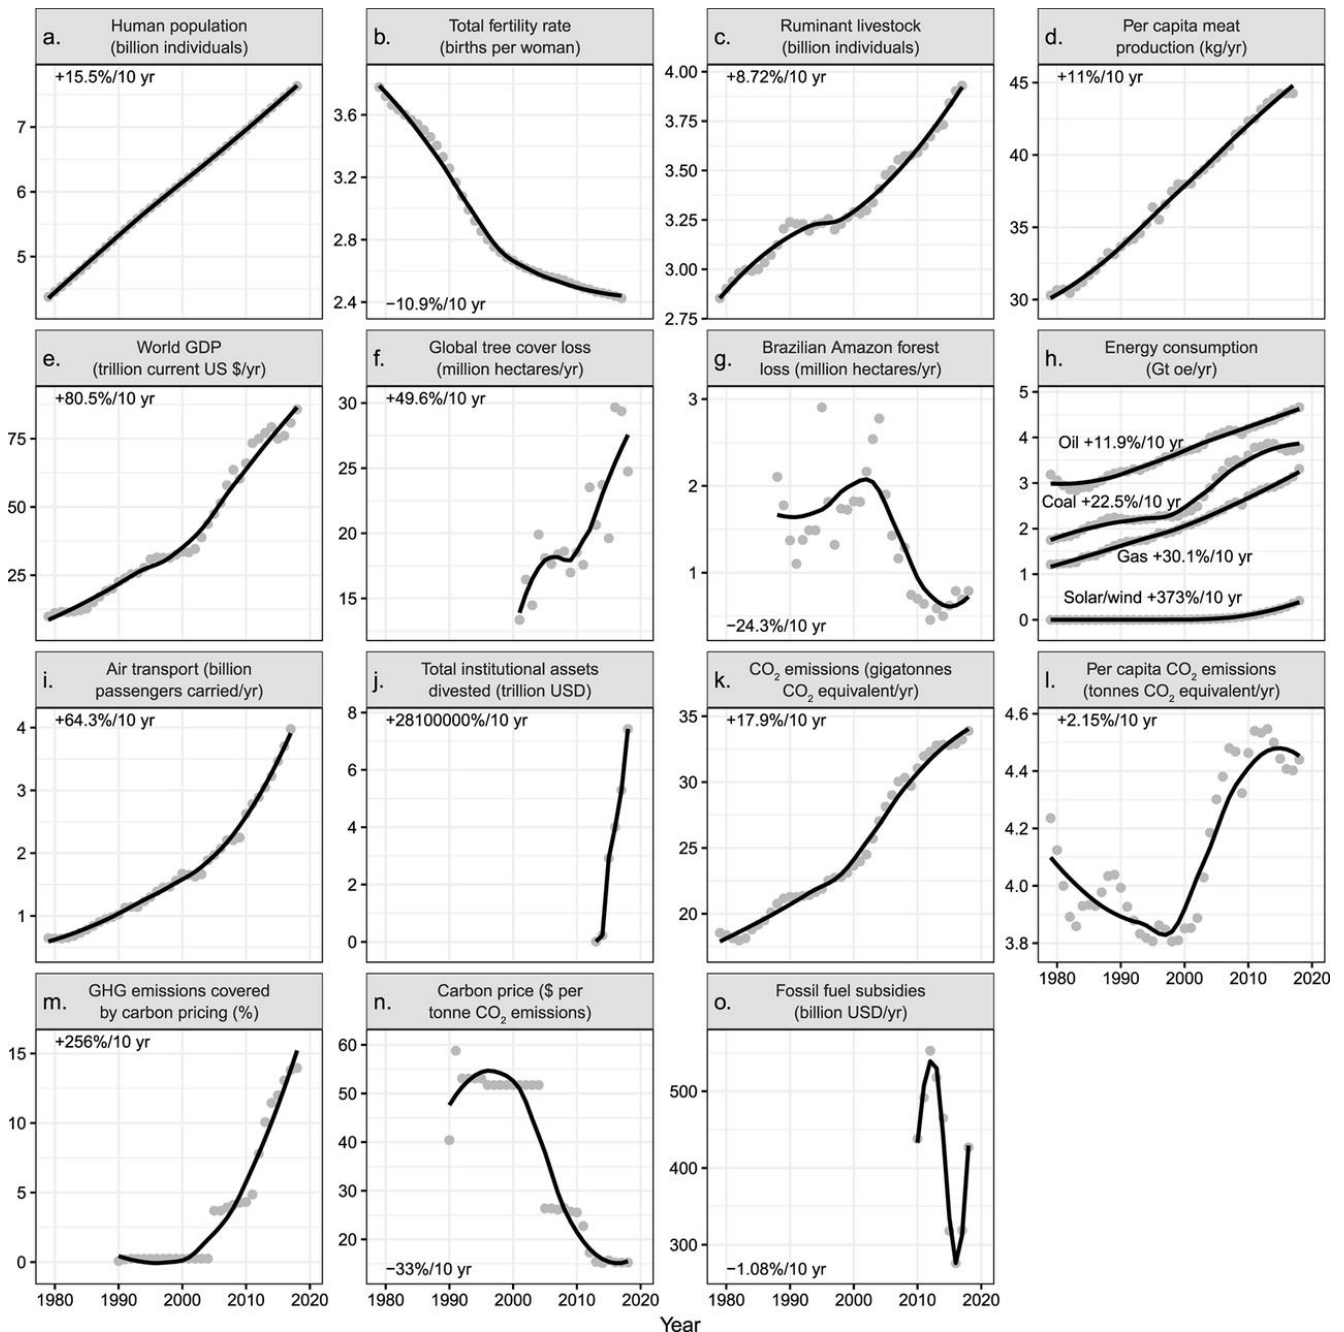 a. Human population
(billion individuals)
+15.5%/10 yr
7
6
5
b. Total fertility rate
(births per woman)
3.6
3.2
2.8
2.4
−10.9%/10 yr
c. Ruminant livestock
(billion individuals)
4.00
+8.72%/10 yr
3.75
3.50
3.25
3.00
2.75
d. Per capita meat
production (kg/yr)
45
+11%/10 yr
40
35
30
e. World GDP
(trillion current US $/yr)
+80.5%/10 yr
75
50
25
f. Global tree cover loss
(million hectares/yr)
+49.6%/10 yr
30
25
20
15
g. Brazilian Amazon forest
loss (million hectares/yr)
3
2
1
−24.3%/10 yr
h. Energy consumption
(Gt oe/yr)
5
4
Oil +11.9%/10 yr
3
Coal +22.5%/10 yr
2
Gas +30.1%/10 yr
1
Solar/wind +373%/10 yr
0
i. Air transport (billion
passengers carried/yr)
+64.3%/10 yr
4
3
2
1
j. Total institutional assets
divested (trillion USD)
8
+28100000%/10 yr
6
4
2
0
k. CO₂ emissions (gigatonnes
CO₂ equivalent/yr)
35
+17.9%/10 yr
30
25
20
l. Per capita CO₂ emissions
(tonnes CO₂ equivalent/yr)
4.6
+2.15%/10 yr
4.4
4.2
4.0
3.8
1980 1990 2000 2010 2020
m. GHG emissions covered
by carbon pricing (%)
+256%/10 yr
15
10
5
0
1980 1990 2000 2010 2020
n. Carbon price ($ per
tonne CO₂ emissions)
60
50
40
30
20
−33%/10 yr
1980 1990 2000 2010 2020
o. Fossil fuel subsidies
(billion USD/yr)
500
400
300
−1.08%/10 yr
1980 1990 2000 2010 2020
Year